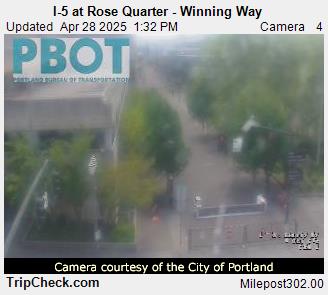 I-5 at Rose Quarter - Winning Way
Updated Apr 28 2025 1:32 PM Camera 4
PBOT
PORTLAND BUREAU OF TRANSPORTATION
Camera courtesy of the City of Portland
TripCheck.com Milepost302.00